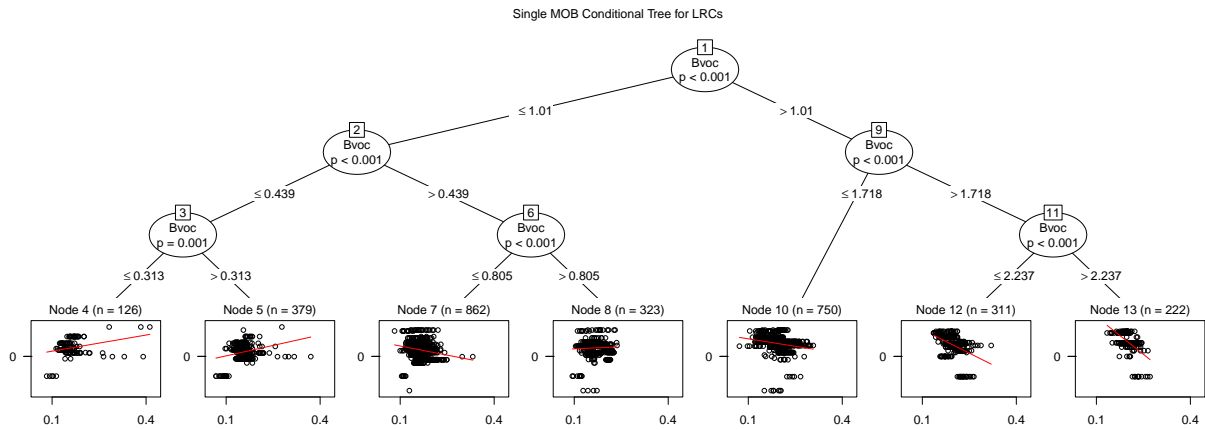 Single MOB Conditional Tree for LRCs
1
Bvoc
p < 0.001
≤ 1.01
> 1.01
2
Bvoc
p < 0.001
9
Bvoc
p < 0.001
≤ 0.439
> 0.439
≤ 1.718
> 1.718
3
Bvoc
p = 0.001
6
Bvoc
p < 0.001
11
Bvoc
p < 0.001
≤ 0.313
> 0.313
≤ 0.805
> 0.805
≤ 2.237
> 2.237
Node 4 (n = 126)
Node 5 (n = 379)
Node 7 (n = 862)
Node 8 (n = 323)
Node 10 (n = 750)
Node 12 (n = 311)
Node 13 (n = 222)
0
0
0
0
0
0
0
0.1 0.4
0.1 0.4
0.1 0.4
0.1 0.4
0.1 0.4
0.1 0.4
0.1 0.4